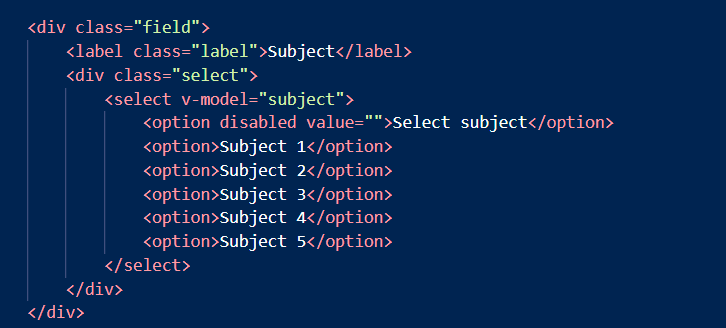 <div class="field">
    <label class="label">Subject</label>
    <div class="select">
        <select v-model="subject">
            <option disabled value="">Select subject</option>
            <option>Subject 1</option>
            <option>Subject 2</option>
            <option>Subject 3</option>
            <option>Subject 4</option>
            <option>Subject 5</option>
        </select>
    </div>
</div>